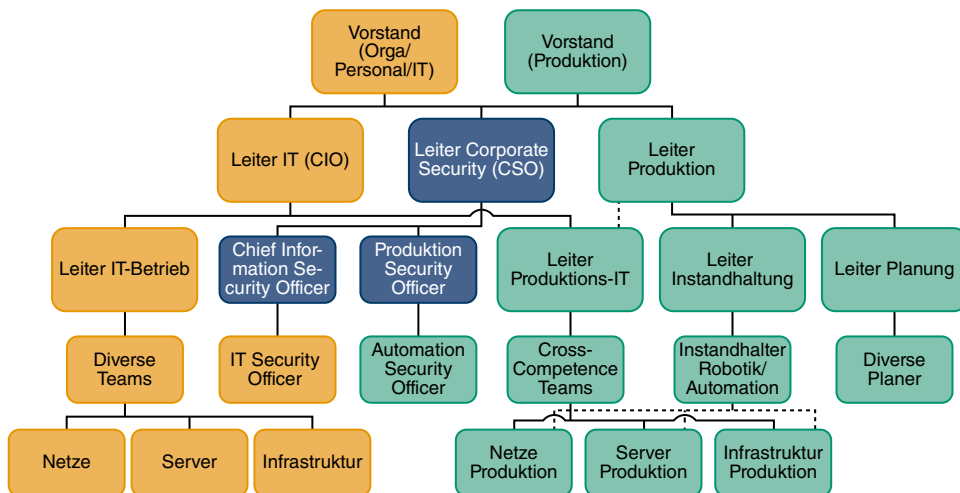 Vorstand
(Orga/
Personal/IT)
Vorstand
(Produktion)
Leiter IT (CIO)
Leiter Corporate
Security (CSO)
Leiter
Produktion
Leiter IT-Betrieb
Chief Infor-
mation Se-
curity Officer
Produktion
Security
Officer
Leiter
Produktions-IT
Leiter
Instandhaltung
Leiter Planung
Diverse
Teams
IT Security
Officer
Automation
Security
Officer
Cross-
Competence
Teams
Instandhalter
Robotik/
Automation
Diverse
Planer
Netze
Server
Infrastruktur
Netze
Produktion
Server
Produktion
Infrastruktur
Produktion